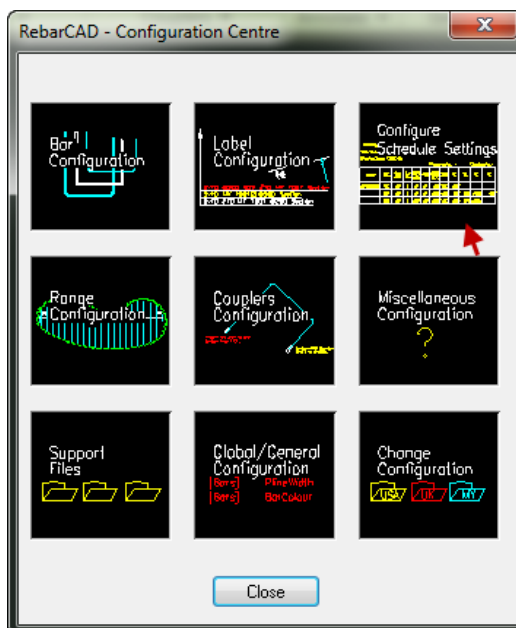 RebarCAD - Configuration Centre
Bar
Configuration
Label
Configuration
Configure
Schedule Settings
Range
Configuration
Couplers
Configuration
Miscellaneous
Configuration
?
Support
Files
Global/General
Configuration
[Bars] PlineWidth
[Bars] BarColour
Change
Configuration
USA UK MY
Close